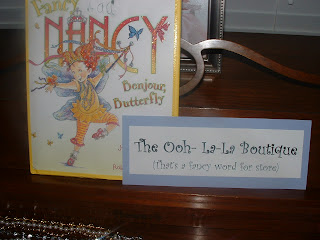 Fancy
NANCY
Bonjour,
Butterfly
The Ooh- La-La Boutique
(That's a fancy word for store)